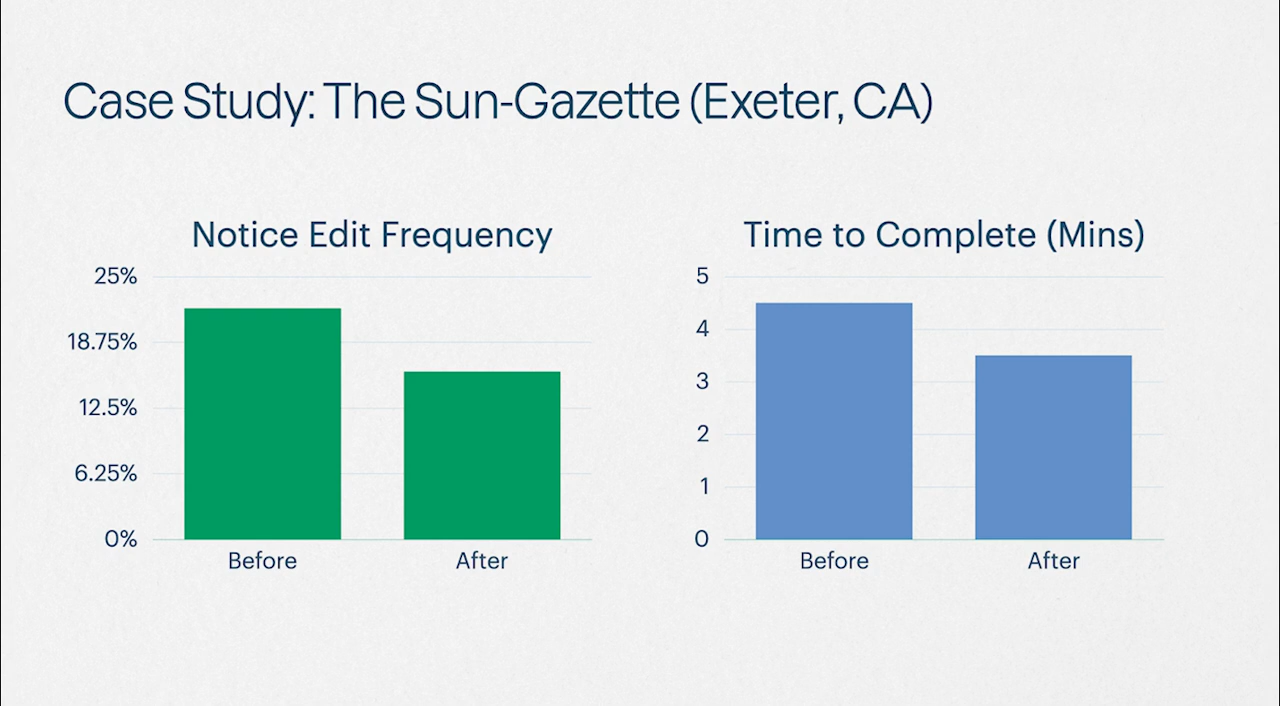 Case Study: The Sun-Gazette (Exeter, CA)
Notice Edit Frequency
25%
18.75%
12.5%
6.25%
0%
Before After
Time to Complete (Mins)
5
4
3
2
1
0
Before After